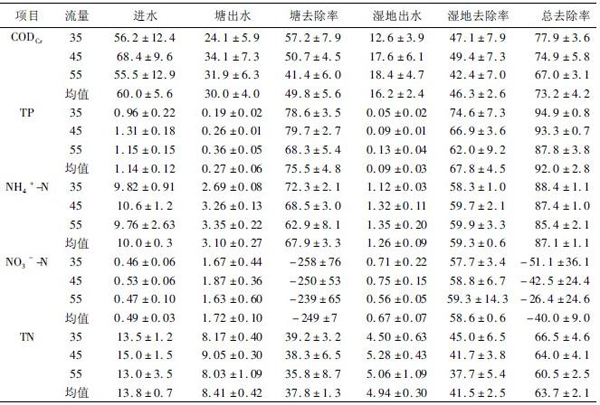 项目 流量 进水 塘出水 塘去除率 湿地出水 湿地去除率 总去除率
CODCr 35 56.2±12.4 24.1±5.9 57.2±7.9 12.6±3.9 47.1±7.9 77.9±3.6
45 68.4±9.6 34.1±7.3 50.7±4.5 17.6±6.1 49.4±7.3 74.9±5.8
55 55.5±12.9 31.9±6.3 41.4±6.0 18.4±4.7 42.4±7.0 67.0±3.1
均值 60.0±5.6 30.0±4.0 49.8±5.6 16.2±2.4 46.3±2.6 73.2±4.2
TP 35 0.96±0.22 0.19±0.02 78.6±3.5 0.05±0.02 74.6±7.3 94.9±0.8
45 1.31±0.18 0.26±0.01 79.7±2.7 0.09±0.01 66.9±3.6 93.3±0.7
55 1.15±0.15 0.36±0.05 68.3±5.4 0.13±0.04 62.0±9.2 87.8±3.8
均值 1.14±0.12 0.27±0.06 75.5±4.8 0.09±0.03 67.8±4.5 92.0±2.8
NH4+-N 35 9.82±0.91 2.69±0.08 72.3±2.1 1.12±0.03 58.3±1.0 88.4±1.1
45 10.6±1.2 3.26±0.13 68.5±3.0 1.32±0.11 59.7±2.1 87.4±1.0
55 9.76±2.63 3.35±0.22 62.9±8.1 1.35±0.20 59.9±3.3 85.4±2.1
均值 10.0±0.3 3.10±0.27 67.9±3.3 1.26±0.09 59.3±0.6 87.1±1.1
NO3--N 35 0.46±0.06 1.67±0.44 -258±76 0.71±0.22 57.7±3.4 -51.1±36.1
45 0.53±0.06 1.87±0.36 -250±53 0.75±0.15 58.8±6.7 -42.5±24.4
55 0.47±0.10 1.63±0.60 -239±65 0.56±0.05 59.3±14.3 -26.4±24.6
均值 0.49±0.03 1.72±0.10 -249±7 0.67±0.07 58.6±0.6 -40.0±9.0
TN 35 13.5±1.2 8.17±0.40 39.2±3.2 4.50±0.63 45.0±6.5 66.5±4.6
45 15.0±1.5 9.05±0.30 38.3±6.5 5.28±0.43 41.7±3.8 64.0±4.1
55 13.0±3.5 8.03±1.09 35.8±8.7 5.06±1.09 37.7±5.4 60.5±2.5
均值 13.8±0.7 8.41±0.42 37.8±1.3 4.94±0.30 41.5±2.5 63.7±2.1